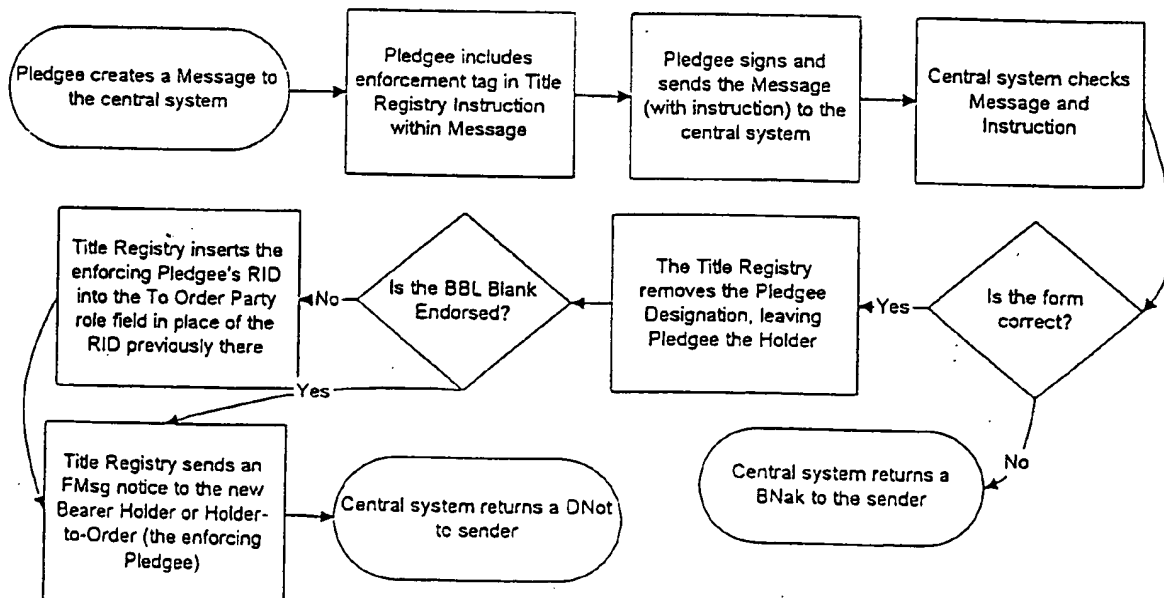 Pledgee creates a Message to
the central system
Pledgee includes
enforcement tag in Title
Registry Instruction
within Message
Pledgee signs and
sends the Message
(with instruction) to the
central system
Central system checks
Message and
Instruction
Is the form
correct?
Yes
No
Central system returns a
BNak to the sender
The Title Registry
removes the Pledgee
Designation, leaving
Pledgee the Holder
Is the BBL Blank
Endorsed?
No
Yes
Title Registry inserts the
enforcing Pledgee's RID
into the To Order Party
role field in place of the
RID previously there
Title Registry sends an
FMsg notice to the new
Bearer Holder or Holder-
to-Order (the enforcing
Pledgee)
Central system returns a DNot
to sender